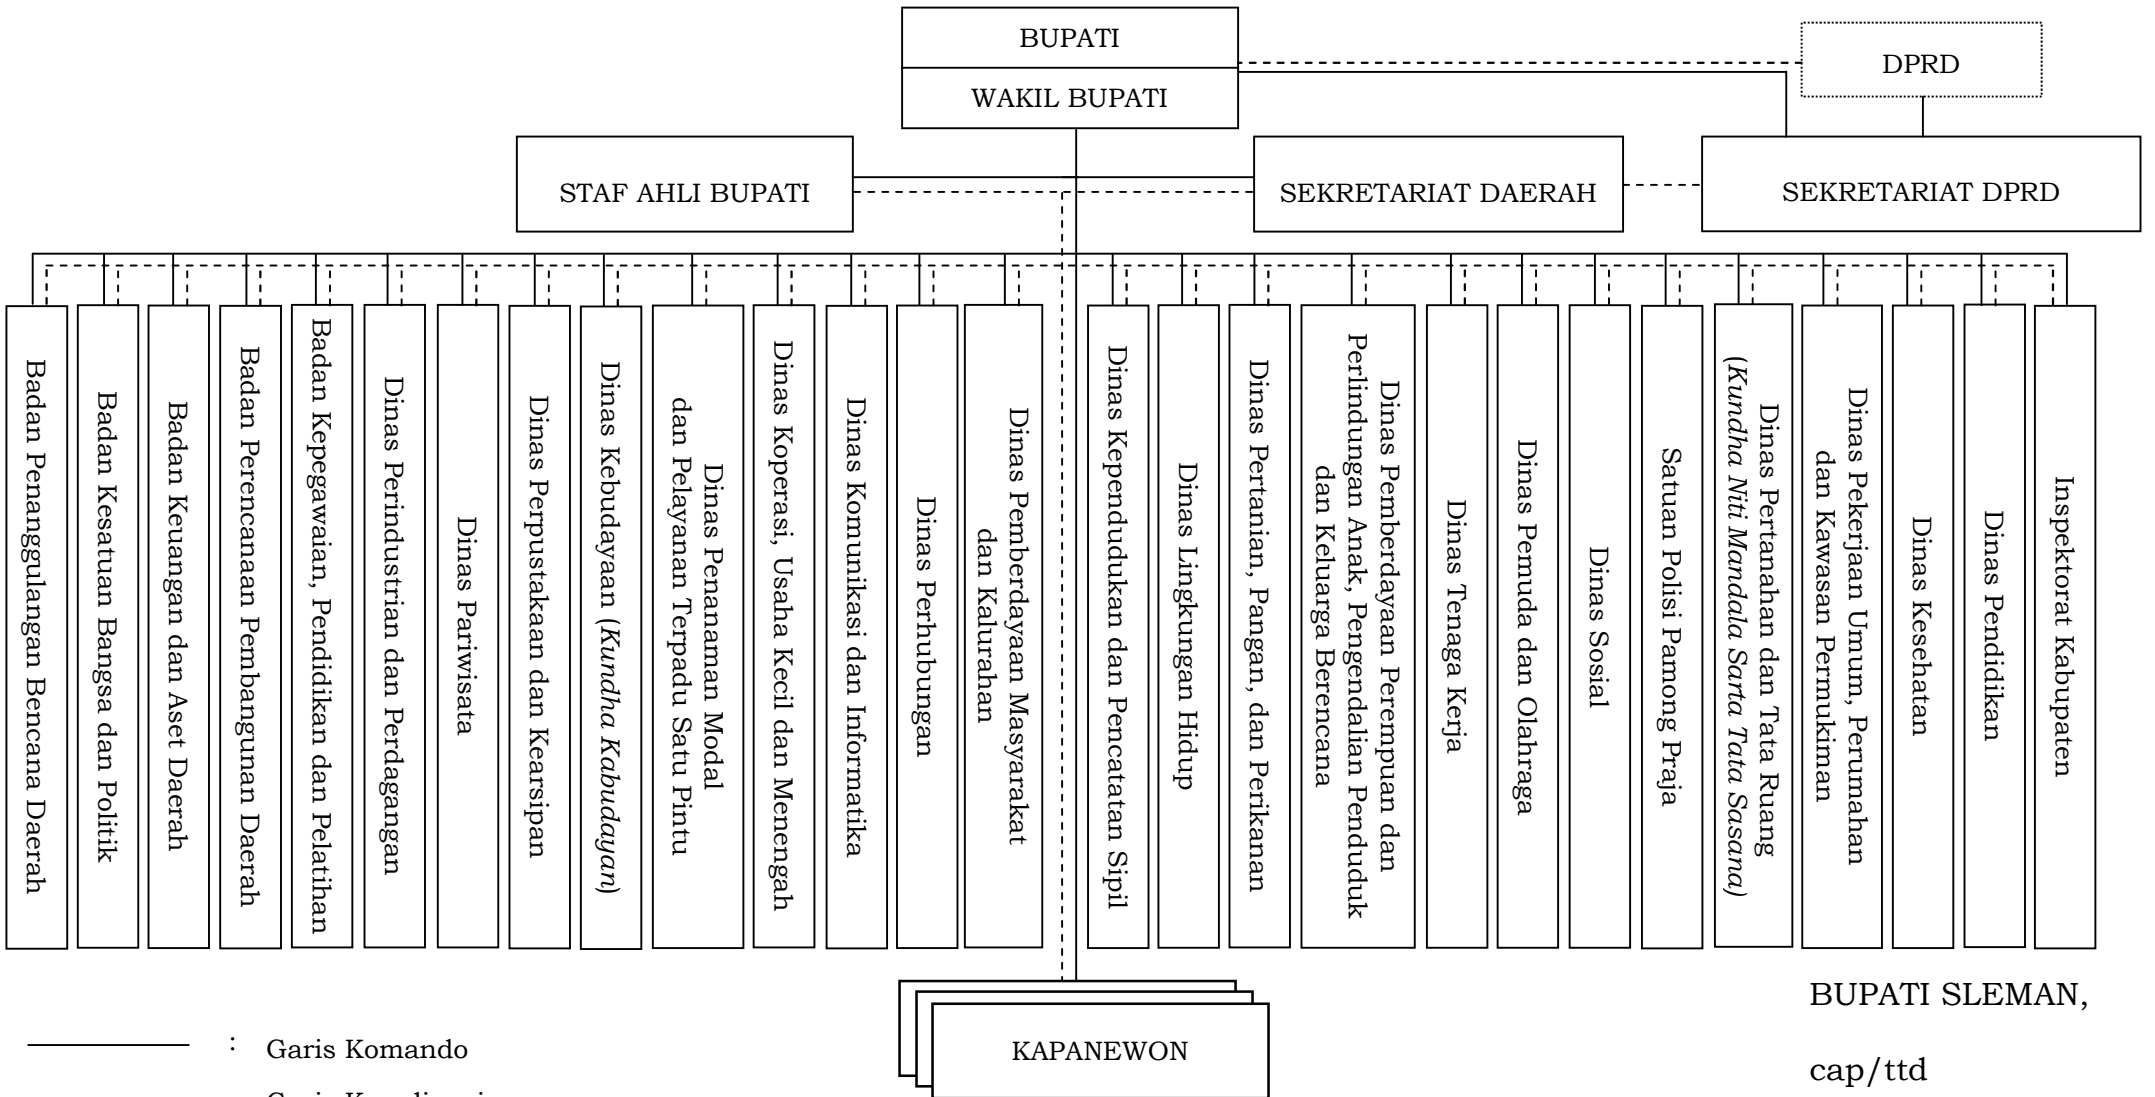 BUPATI
WAKIL BUPATI
DPRD
STAF AHLI BUPATI
SEKRETARIAT DAERAH
SEKRETARIAT DPRD
Badan Penanggulangan Bencana Daerah
Badan Kesatuan Bangsa dan Politik
Badan Keuangan dan Aset Daerah
Badan Perencanaan Pembangunan Daerah
Badan Kepegawaian, Pendidikan dan Pelatihan
Dinas Perindustrian dan Perdagangan
Dinas Pariwisata
Dinas Perpustakaan dan Kearsipan
Dinas Kebudayaan (Kundha Kabudayan)
Dinas Penanaman Modal
dan Pelayanan Terpadu Satu Pintu
Dinas Koperasi, Usaha Kecil dan Menengah
Dinas Komunikasi dan Informatika
Dinas Perhubungan
Dinas Pemberdayaan Masyarakat
dan Kalurahan
Dinas Kependudukan dan Pencatatan Sipil
Dinas Lingkungan Hidup
Dinas Pertanian, Pangan, dan Perikanan
Dinas Pemberdayaan Perempuan dan
Perlindungan Anak, Pengendalian Penduduk
dan Keluarga Berencana
Dinas Tenaga Kerja
Dinas Pemuda dan Olahraga
Dinas Sosial
Satuan Polisi Pamong Praja
Dinas Pertanahan dan Tata Ruang
(Kundha Niti Mandala Sarta Tata Sasana)
Dinas Pekerjaan Umum, Perumahan
dan Kawasan Permukiman
Dinas Kesehatan
Dinas Pendidikan
Inspektorat Kabupaten
KAPANEWON
: Garis Komando
Garis Koordinasi
BUPATI SLEMAN,
cap/ttd